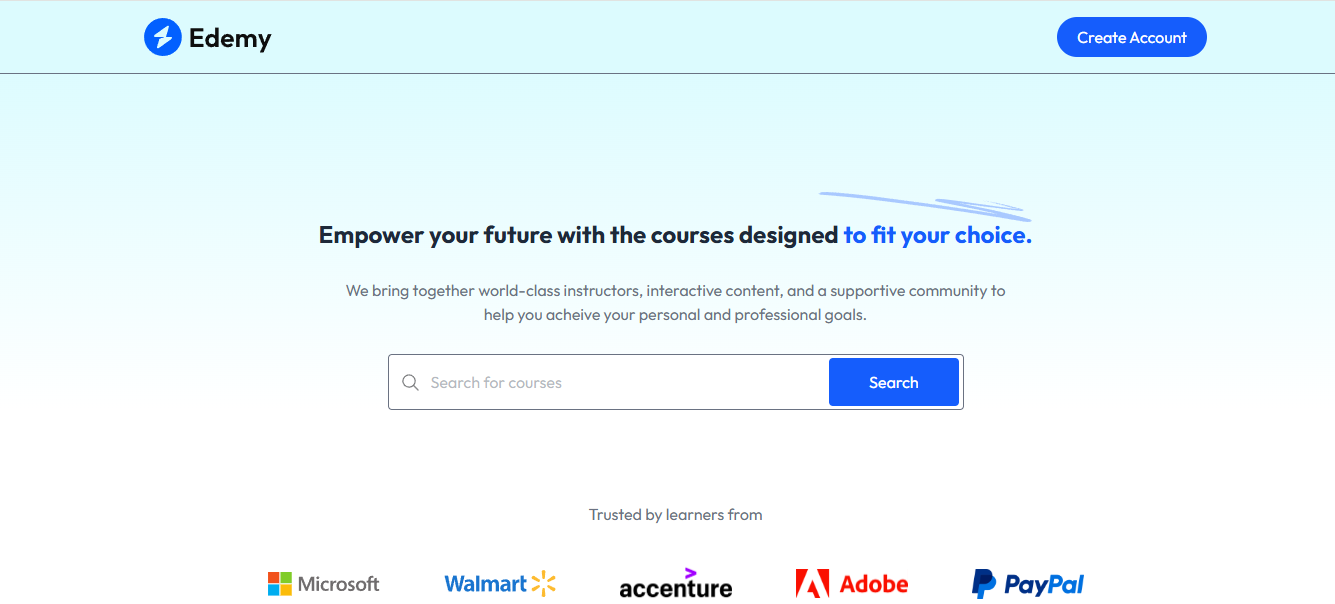 Edemy
Create Account
Empower your future with the courses designed to fit your choice.
We bring together world-class instructors, interactive content, and a supportive community to
help you acheive your personal and professional goals.
Search for courses
Search
Trusted by learners from
Microsoft
Walmart
accenture
Adobe
PayPal